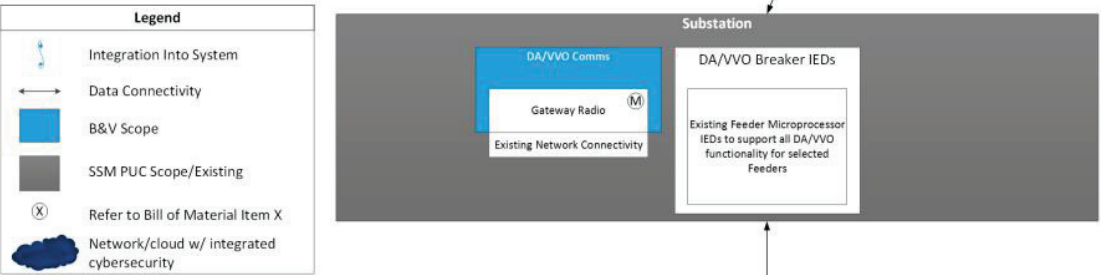 Legend
Integration Into System
Data Connectivity
B&V Scope
SSM PUC Scope/Existing
X
Refer to Bill of Material Item X
Network/cloud w/ integrated
cybersecurity
Substation
DA/VVO Comms
M
Gateway Radio
Existing Network Connectivity
DA/VVO Breaker IEDs
Existing Feeder Microprocessor
IEDs to support all DA/VVO
functionality for selected
Feeders